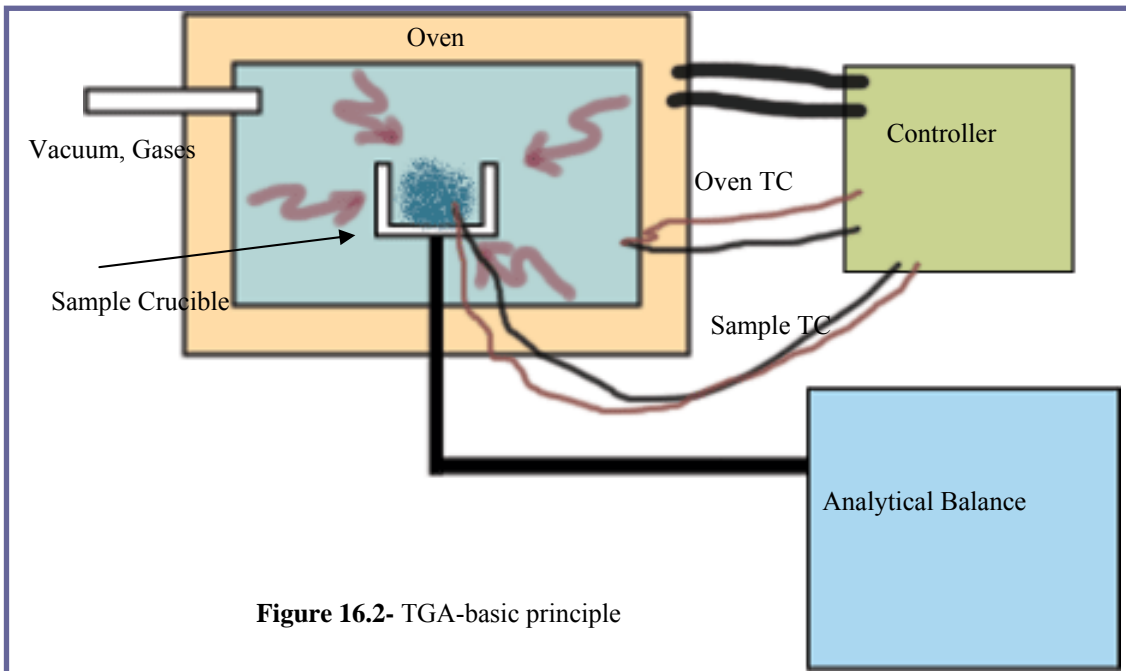 Oven
Controller
Vacuum, Gases
Oven TC
Sample Crucible
Sample TC
Analytical Balance
Figure 16.2- TGA-basic principle